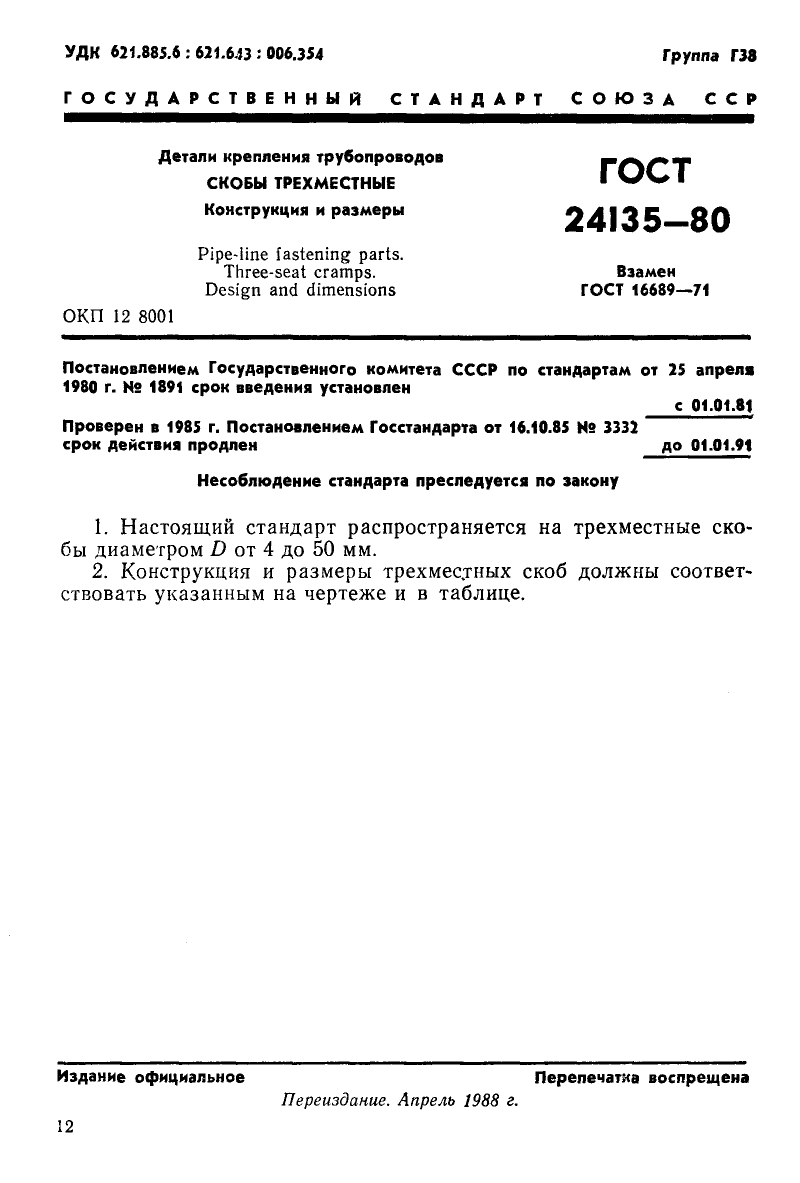 УДК 621.885.6 : 621.643 : 006.354
Группа Г38
ГОСУДАРСТВЕННЫЙ СТАНДАРТ СОЮЗА ССР
Детали крепления трубопроводов
СКОБЫ ТРЕХМЕСТНЫЕ
Конструкция и размеры
Pipe-line fastening parts.
Three-seat cramps.
Design and dimensions
ОКП 12 8001
ГОСТ
24135—80
Взамен
ГОСТ 16689—71
Постановлением Государственного комитета СССР по стандартам от 25 апреля
1980 г. № 1891 срок введения установлен
с 01.01.81
Проверен в 1985 г. Постановлением Госстандарта от 16.10.85 № 3332
срок действия продлен
до 01.01.91
Несоблюдение стандарта преследуется по закону
1. Настоящий стандарт распространяется на трехместные ско-
бы диаметром D от 4 до 50 мм.
2. Конструкция и размеры трехместных скоб должны соответ-
ствовать указанным на чертеже и в таблице.
Издание официальное
Перепечатка воспрещена
Переиздание. Апрель 1988 г.
12